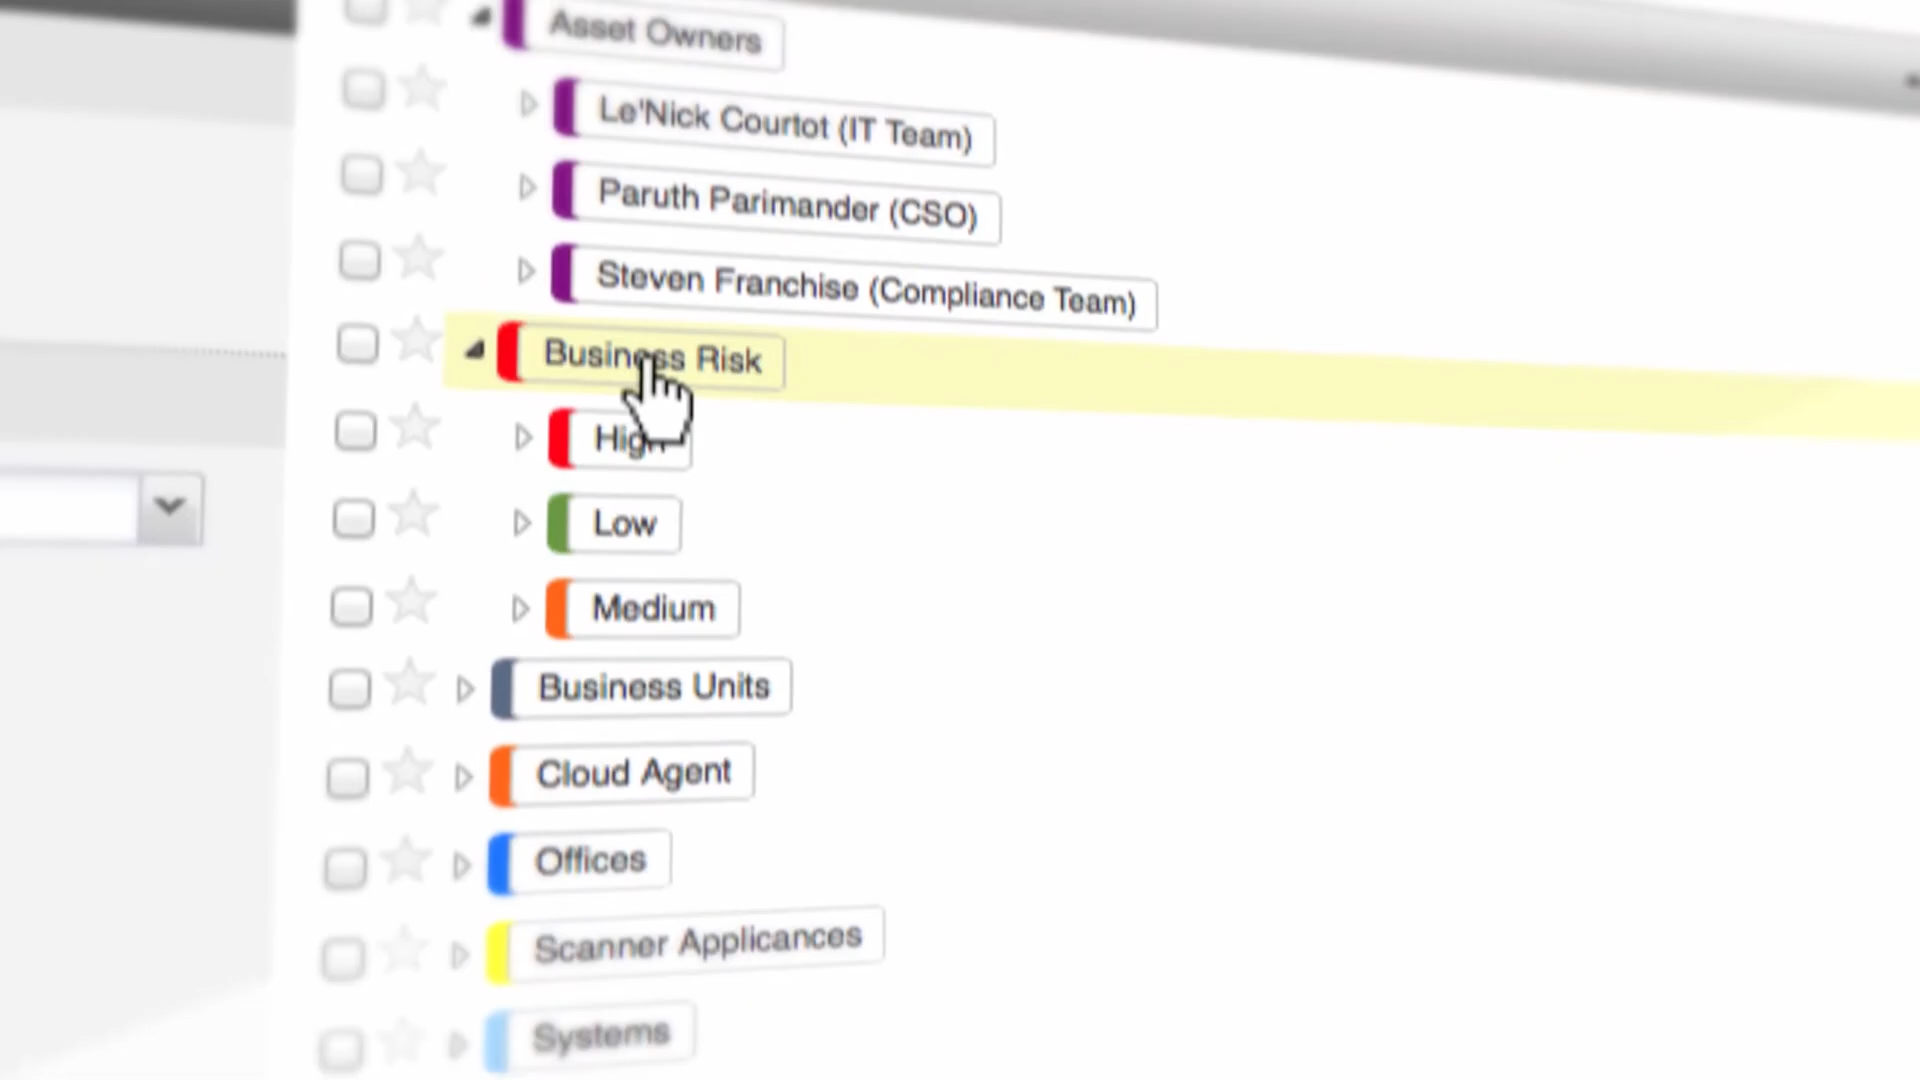 Asset Owners
Le'Nick Courtot (IT Team)
Paruth Parimander (CSO)
Steven Franchise (Compliance Team)
Business Risk
High
Low
Medium
Business Units
Cloud Agent
Offices
Scanner Applicances
Systems